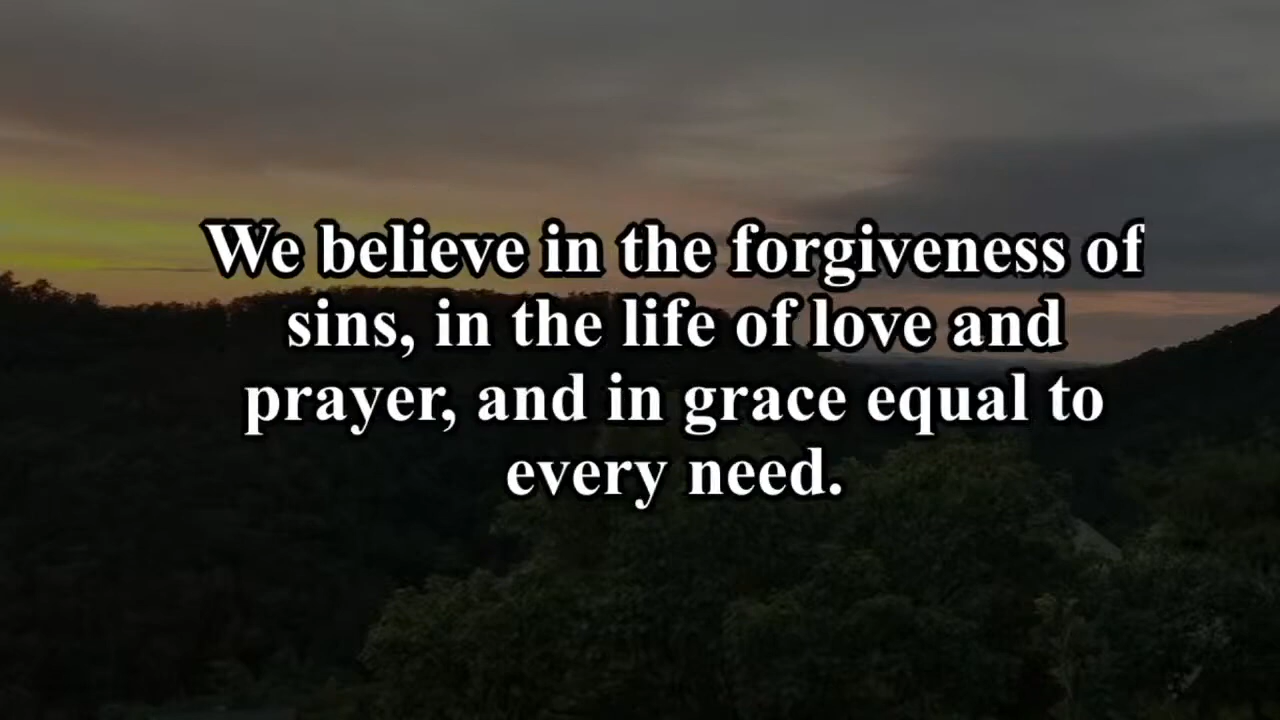 We believe in the forgiveness of
sins, in the life of love and
prayer, and in grace equal to
every need.